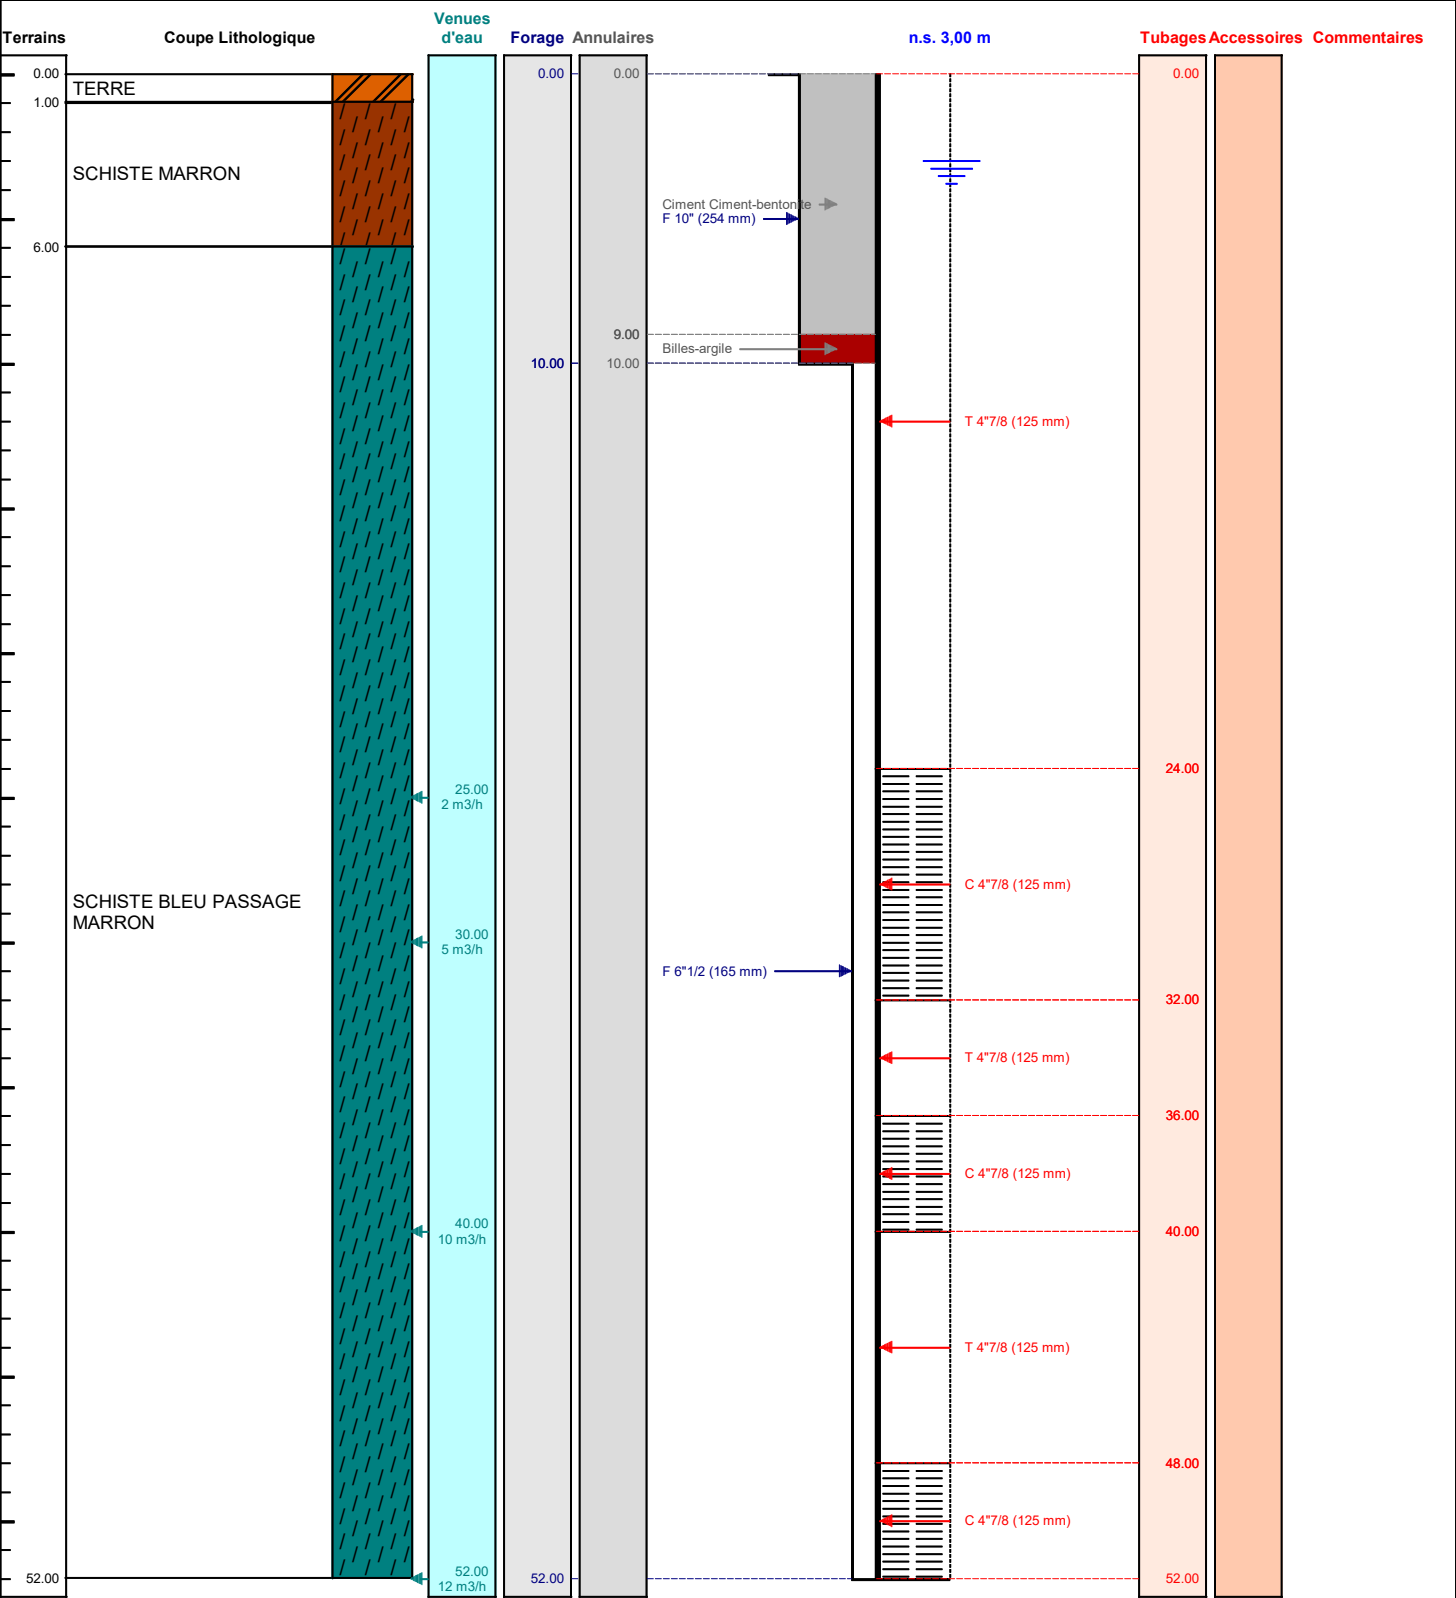 Terrains
Coupe Lithologique
Venues
d'eau
Forage
Annulaires
n.s. 3,00 m
Tubages
Accessoires
Commentaires
0.00
0.00
0.00
0.00
TERRE
1.00
SCHISTE MARRON
Ciment Ciment-bentonite
F 10" (254 mm)
6.00
9.00
Billes-argile
10.00
10.00
T 4"7/8 (125 mm)
24.00
25.00
2 m3/h
C 4"7/8 (125 mm)
SCHISTE BLEU PASSAGE
MARRON
30.00
5 m3/h
F 6"1/2 (165 mm)
32.00
T 4"7/8 (125 mm)
36.00
C 4"7/8 (125 mm)
40.00
10 m3/h
40.00
T 4"7/8 (125 mm)
48.00
C 4"7/8 (125 mm)
52.00
52.00
12 m3/h
52.00
52.00